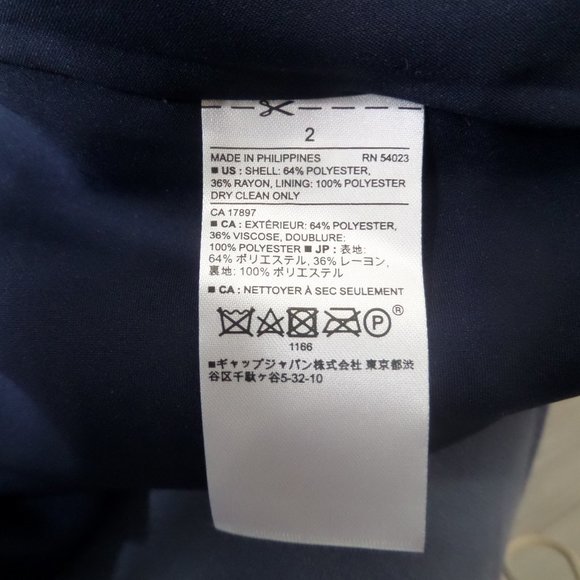 2
MADE IN PHILIPPINES RN 54023
■ US : SHELL: 64% POLYESTER,
36% RAYON, LINING: 100% POLYESTER
DRY CLEAN ONLY
CA 17897
■ CA : EXTÉRIEUR: 64% POLYESTER,
36% VISCOSE, DOUBLURE:
100% POLYESTER ■ JP : 表地:
64% ポリエステル, 36% レーヨン,
裏地: 100% ポリエステル
■ CA : NETTOYER À SEC SEULEMENT
P ®
1166
■ギャップジャパン株式会社 東京都渋
谷区千駄ヶ谷5-32-10